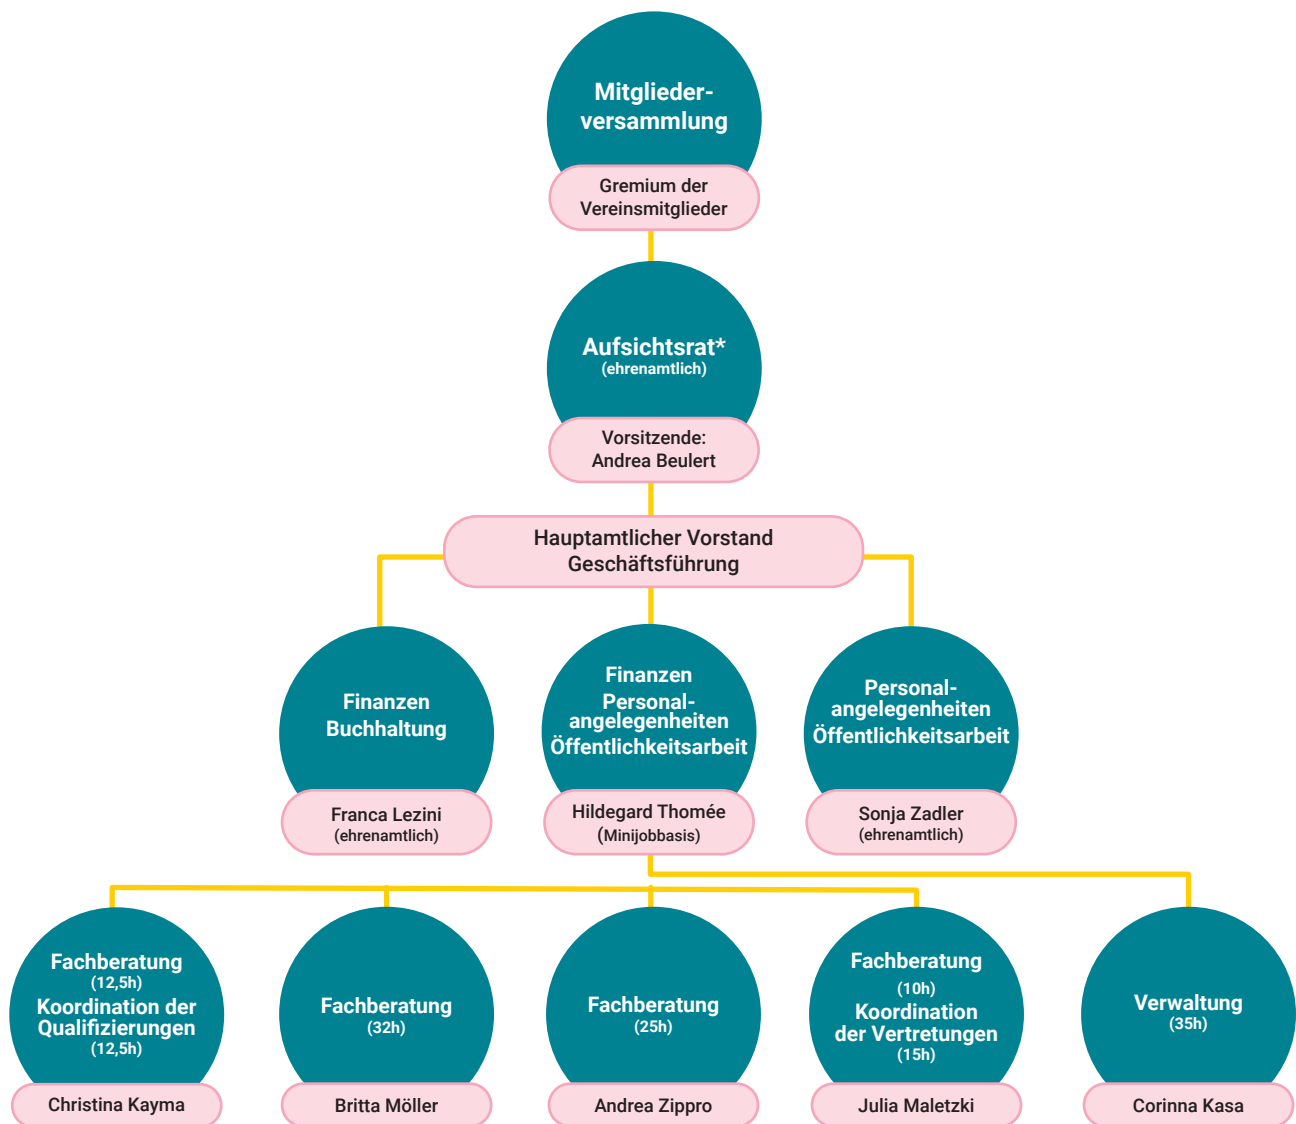 Mitglieder-
versammlung
Gremium der
Vereinsmitglieder
Aufsichtsrat*
(ehrenamtlich)
Vorsitzende:
Andrea Beulert
Hauptamtlicher Vorstand
Geschäftsführung
Finanzen
Buchhaltung
Franca Lezini
(ehrenamtlich)
Finanzen
Personal-
angelegenheiten
Öffentlichkeitsarbeit
Hildegard Thomée
(Minijobbasis)
Personal-
angelegenheiten
Öffentlichkeitsarbeit
Sonja Zadler
(ehrenamtlich)
Fachberatung
(12,5h)
Koordination der
Qualifizierungen
(12,5h)
Christina Kayma
Fachberatung
(32h)
Britta Möller
Fachberatung
(25h)
Andrea Zippro
Fachberatung
(10h)
Koordination
der Vertretungen
(15h)
Julia Maletzki
Verwaltung
(35h)
Corinna Kasa